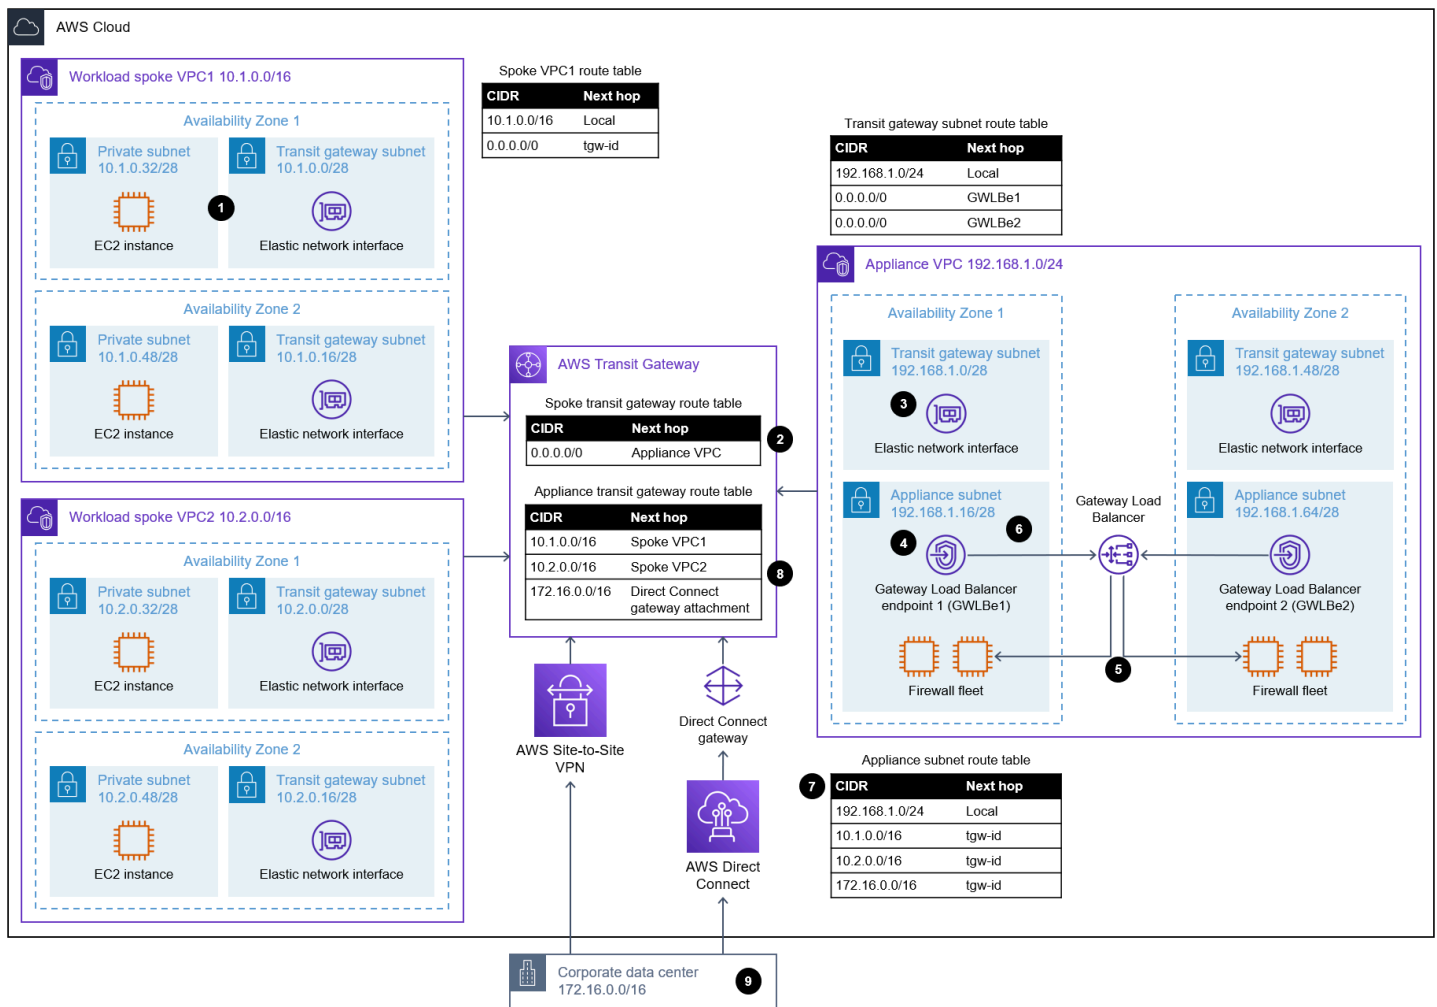 AWS Cloud
Workload spoke VPC1 10.1.0.0/16
Availability Zone 1
Private subnet
10.1.0.32/28
EC2 instance
1
Transit gateway subnet
10.1.0.0/28
Elastic network interface
Availability Zone 2
Private subnet
10.1.0.48/28
EC2 instance
Transit gateway subnet
10.1.0.16/28
Elastic network interface
Workload spoke VPC2 10.2.0.0/16
Availability Zone 1
Private subnet
10.2.0.32/28
EC2 instance
Transit gateway subnet
10.2.0.0/28
Elastic network interface
Availability Zone 2
Private subnet
10.2.0.48/28
EC2 instance
Transit gateway subnet
10.2.0.16/28
Elastic network interface
Spoke VPC1 route table
CIDR Next hop
10.1.0.0/16 Local
0.0.0.0/0 tgw-id
AWS Transit Gateway
Spoke transit gateway route table
CIDR Next hop
0.0.0.0/0 Appliance VPC
2
Appliance transit gateway route table
CIDR Next hop
10.1.0.0/16 Spoke VPC1
10.2.0.0/16 Spoke VPC2
172.16.0.0/16 Direct Connect
gateway attachment
8
AWS Site-to-Site
VPN
Direct Connect
gateway
AWS Direct
Connect
Corporate data center
172.16.0.0/16
9
Transit gateway subnet route table
CIDR Next hop
192.168.1.0/24 Local
0.0.0.0/0 GWLBe1
0.0.0.0/0 GWLBe2
Appliance VPC 192.168.1.0/24
Availability Zone 1
Transit gateway subnet
192.168.1.0/28
3
Elastic network interface
Appliance subnet
192.168.1.16/28
4
6
Gateway Load Balancer
endpoint 1 (GWLBe1)
Firewall fleet
Gateway Load
Balancer
5
Availability Zone 2
Transit gateway subnet
192.168.1.48/28
Elastic network interface
Appliance subnet
192.168.1.64/28
Gateway Load Balancer
endpoint 2 (GWLBe2)
Firewall fleet
Appliance subnet route table
7
CIDR Next hop
192.168.1.0/24 Local
10.1.0.0/16 tgw-id
10.2.0.0/16 tgw-id
172.16.0.0/16 tgw-id